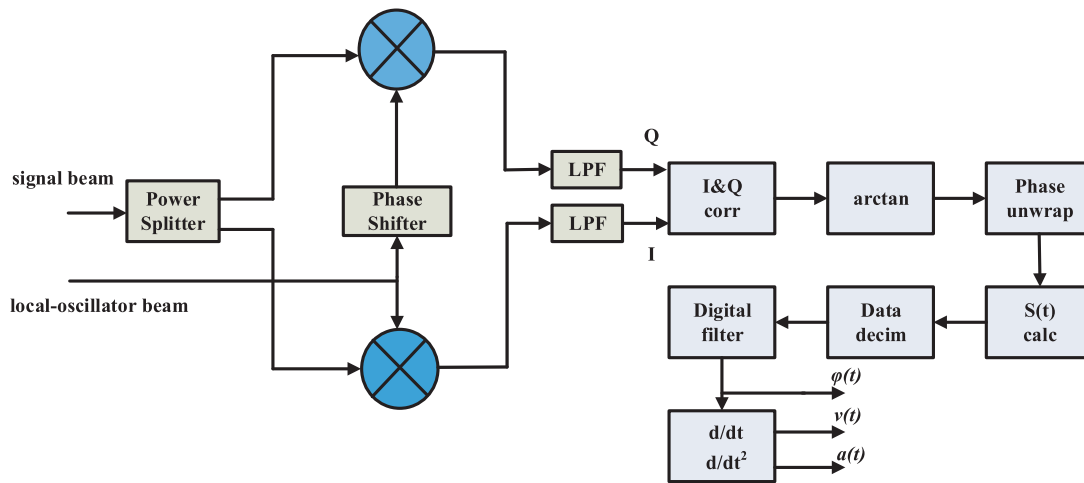 signal beam
Power
Splitter
Phase
Shifter
local-oscillator beam
LPF
Q
LPF
I
I&Q
corr
arctan
Phase
unwrap
S(t)
calc
Data
decim
Digital
filter
φ(t)
d/dt
d/dt²
v(t)
a(t)